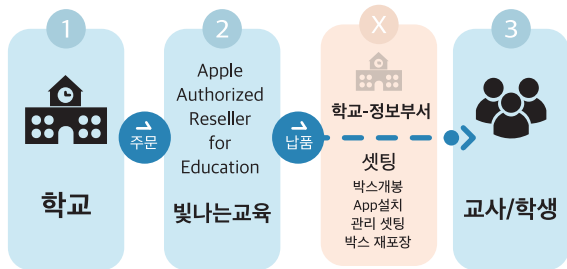 1
학교
주문
2
Apple
Authorized
Reseller
for
Education
빛나는교육
납품
X
학교-정보부서
셋팅
박스개봉
App설치
관리 셋팅
박스 재포장
3
교사/학생